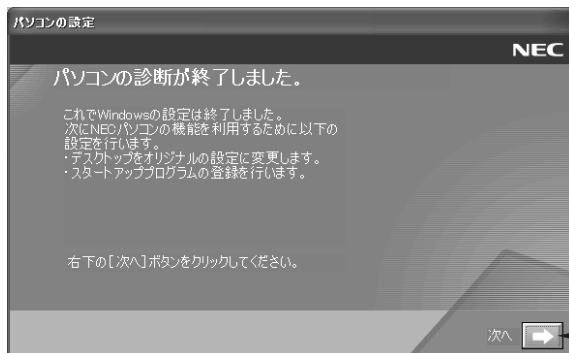 パソコンの設定
NEC
パソコンの診断が終了しました。
これでWindowsの設定は終了しました。
次にNECパソコンの機能を利用するために以下の
設定を行います。
・デスクトップをオリジナルの設定に変更します。
・スタートアッププログラムの登録を行います。
右下の[次へ]ボタンをクリックしてください。
次へ